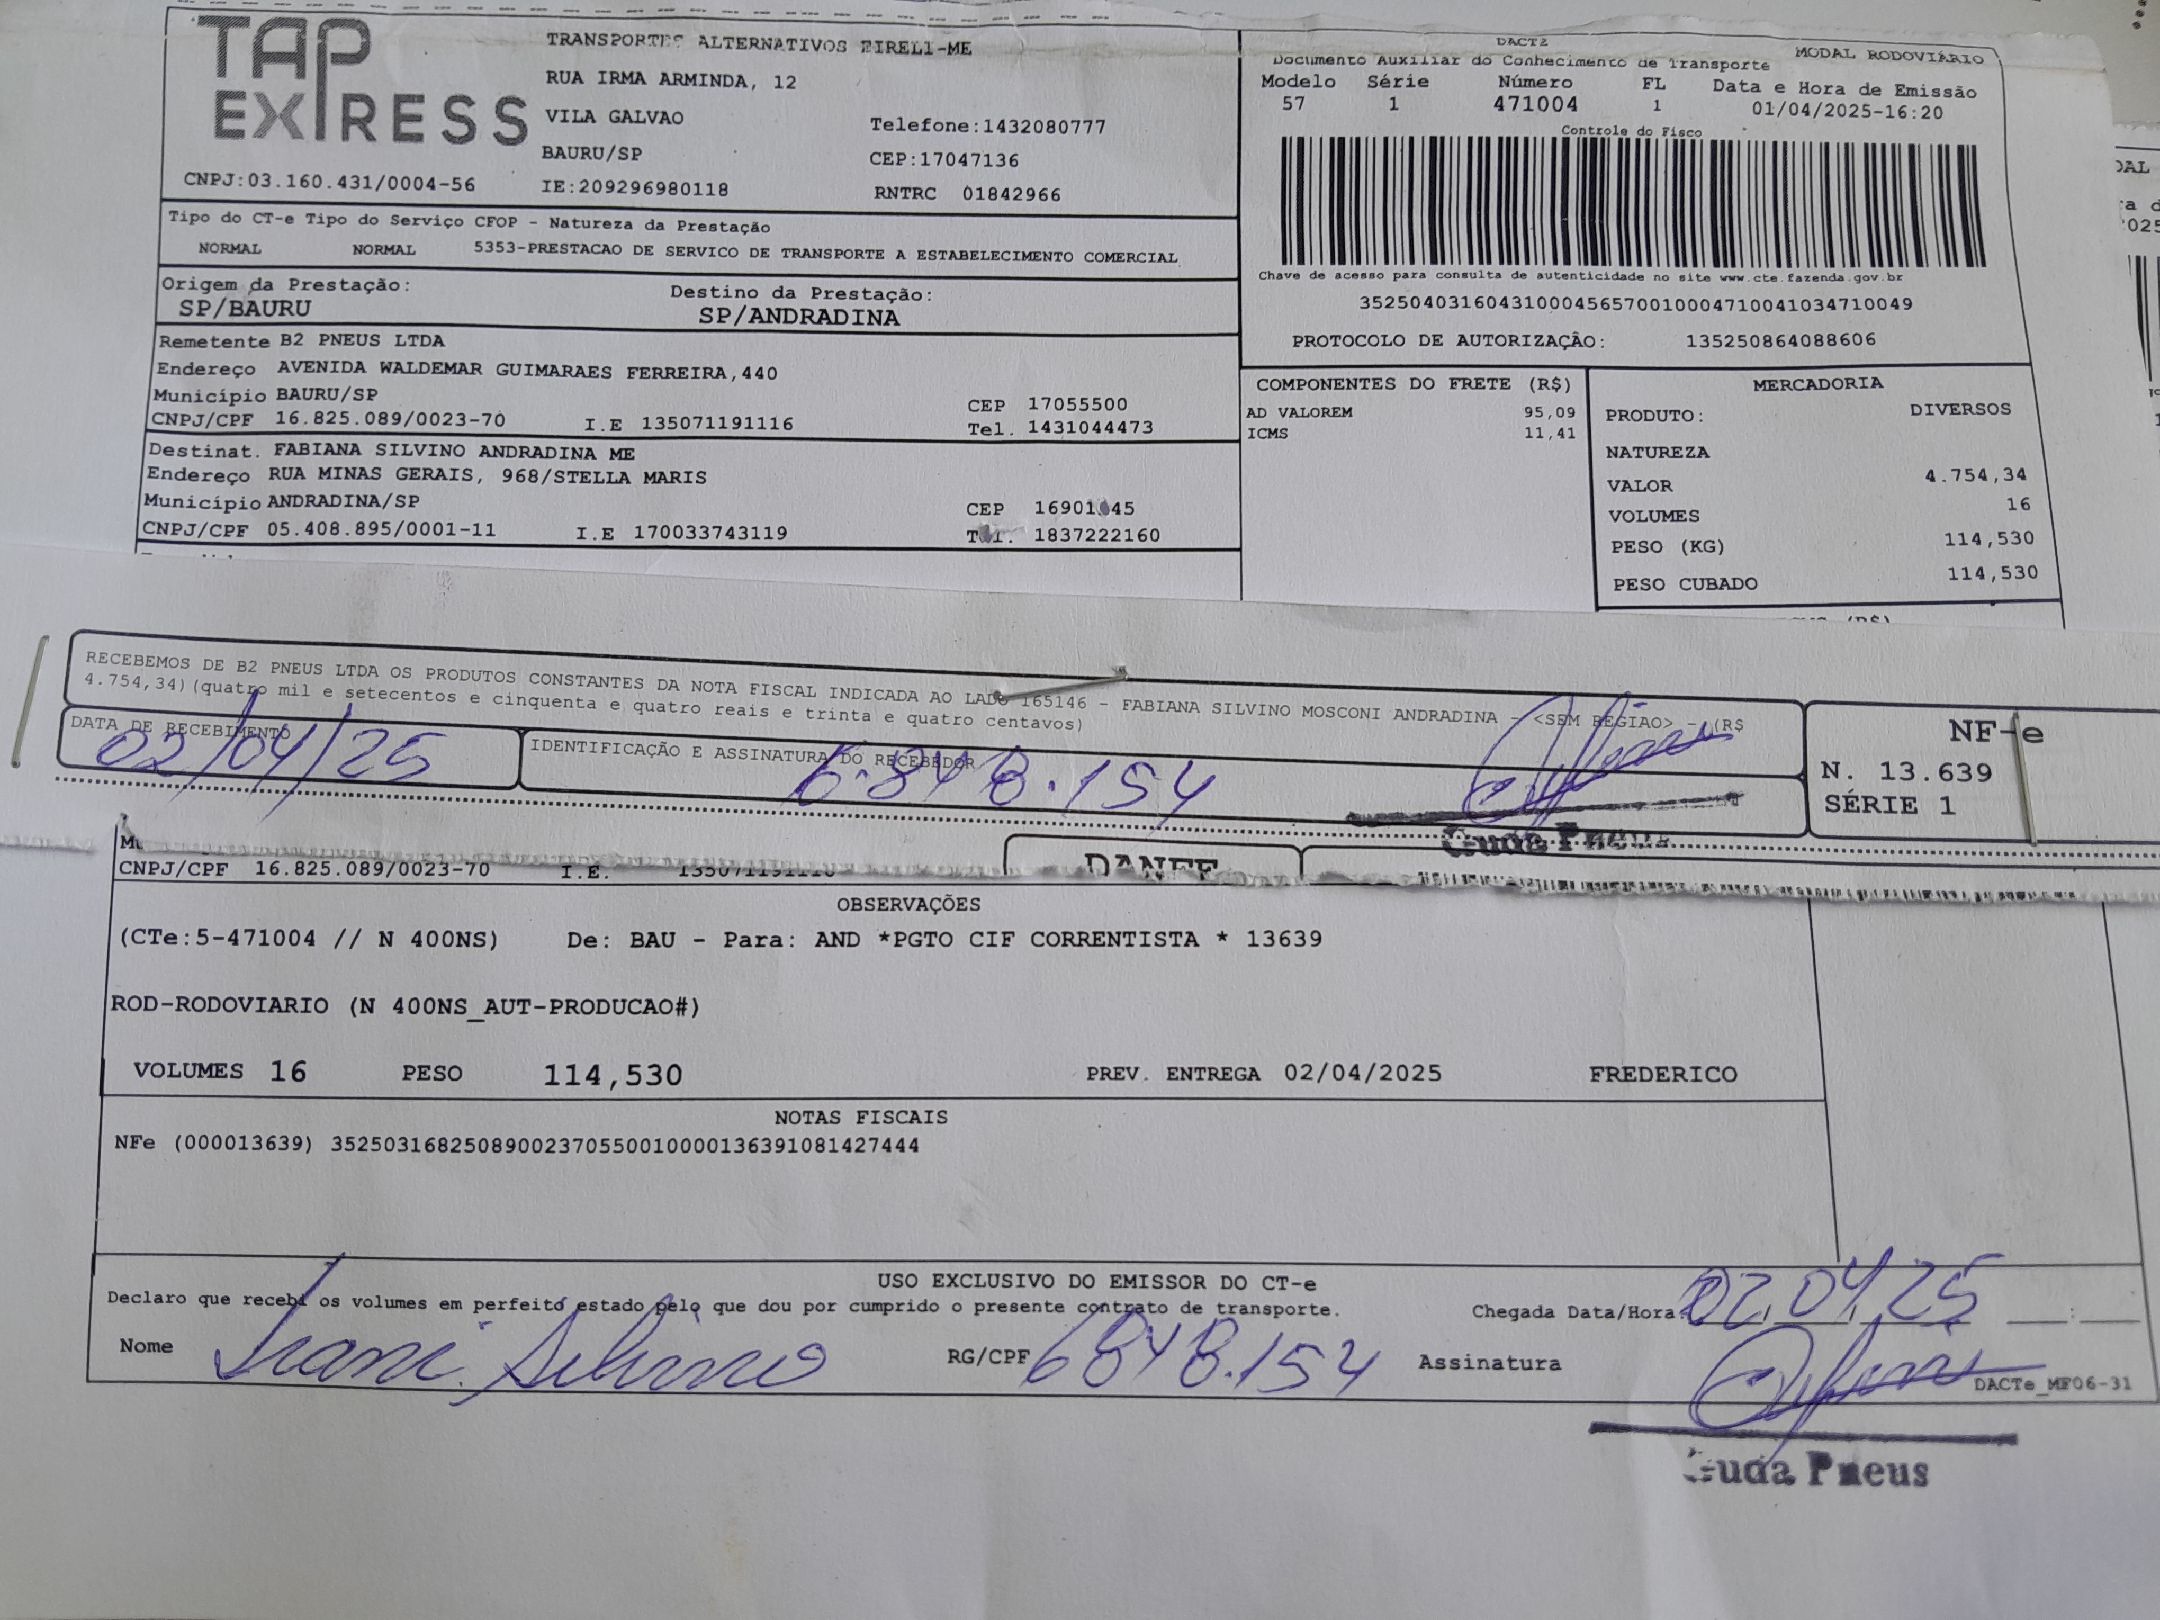 TAP EXPRESS
TRANSPORTES ALTERNATIVOS EIRELI-ME
RUA IRMA ARMINDA, 12
VILA GALVAO
Telefone:1432080777
BAURU/SP
CEP:17047136
CNPJ:03.160.431/0004-56
IE:209296980118
RNTRC 01842966
DACTE
Documento Auxiliar do Conhecimento de Transporte
MODAL RODOVIÁRIO
Modelo Série Número FL Data e Hora de Emissão
57 1 471004 1 01/04/2025-16:20
Controle do Fisco
Chave de acesso para consulta de autenticidade no site www.cte.fazenda.gov.br
35250403160431000456570010004710041034710049
PROTOCOLO DE AUTORIZAÇÃO: 135250864088606
Tipo do CT-e Tipo do Serviço CFOP - Natureza da Prestação
NORMAL NORMAL 5353-PRESTACAO DE SERVICO DE TRANSPORTE A ESTABELECIMENTO COMERCIAL
Origem da Prestação:
SP/BAURU
Destino da Prestação:
SP/ANDRADINA
Remetente B2 PNEUS LTDA
Endereço AVENIDA WALDEMAR GUIMARAES FERREIRA,440
Município BAURU/SP
CEP 17055500
CNPJ/CPF 16.825.089/0023-70 I.E 135071191116 Tel. 1431044473
Destinat. FABIANA SILVINO ANDRADINA ME
Endereço RUA MINAS GERAIS, 968/STELLA MARIS
Município ANDRADINA/SP
CEP
CNPJ/CPF 05.408.895/0001-11 I.E 170033743119 1837222160
COMPONENTES DO FRETE (R$)
AD VALOREM 95,09
ICMS 11,41
MERCADORIA
PRODUTO: DIVERSOS
NATUREZA
VALOR 4.754,34
VOLUMES 16
PESO (KG) 114,530
PESO CUBADO 114,530
RECEBEMOS DE B2 PNEUS LTDA OS PRODUTOS CONSTANTES DA NOTA FISCAL INDICADA AO LADO 165146 - FABIANA SILVINO MOSCONI ANDRADINA - <SEM REGIAO> - (R$
4.754,34)(quatro mil e setecentos e cinquenta e quatro reais e trinta e quatro centavos)
DATA DE RECEBIMENTO
02/04/25
IDENTIFICAÇÃO E ASSINATURA DO RECEBEDOR
6.848.154
NF-e
N. 13.639
SÉRIE 1
Guda Pneus
DANFE
CNPJ/CPF 16.825.089/0023-70 I.E. 135071191116
OBSERVAÇÕES
(CTe:5-471004 // N 400NS) De: BAU - Para: AND *PGTO CIF CORRENTISTA * 13639
ROD-RODOVIARIO (N 400NS_AUT-PRODUCAO#)
VOLUMES 16 PESO 114,530 PREV. ENTREGA 02/04/2025 FREDERICO
NOTAS FISCAIS
NFe (000013639) 35250316825089002370550010000136391081427444
USO EXCLUSIVO DO EMISSOR DO CT-e
Declaro que recebi os volumes em perfeito estado pelo que dou por cumprido o presente contrato de transporte.
Chegada Data/Hora: 02/04/25
Nome Irani Silvino RG/CPF 6848.154 Assinatura
DACTe_MF06-31
Guda Pneus